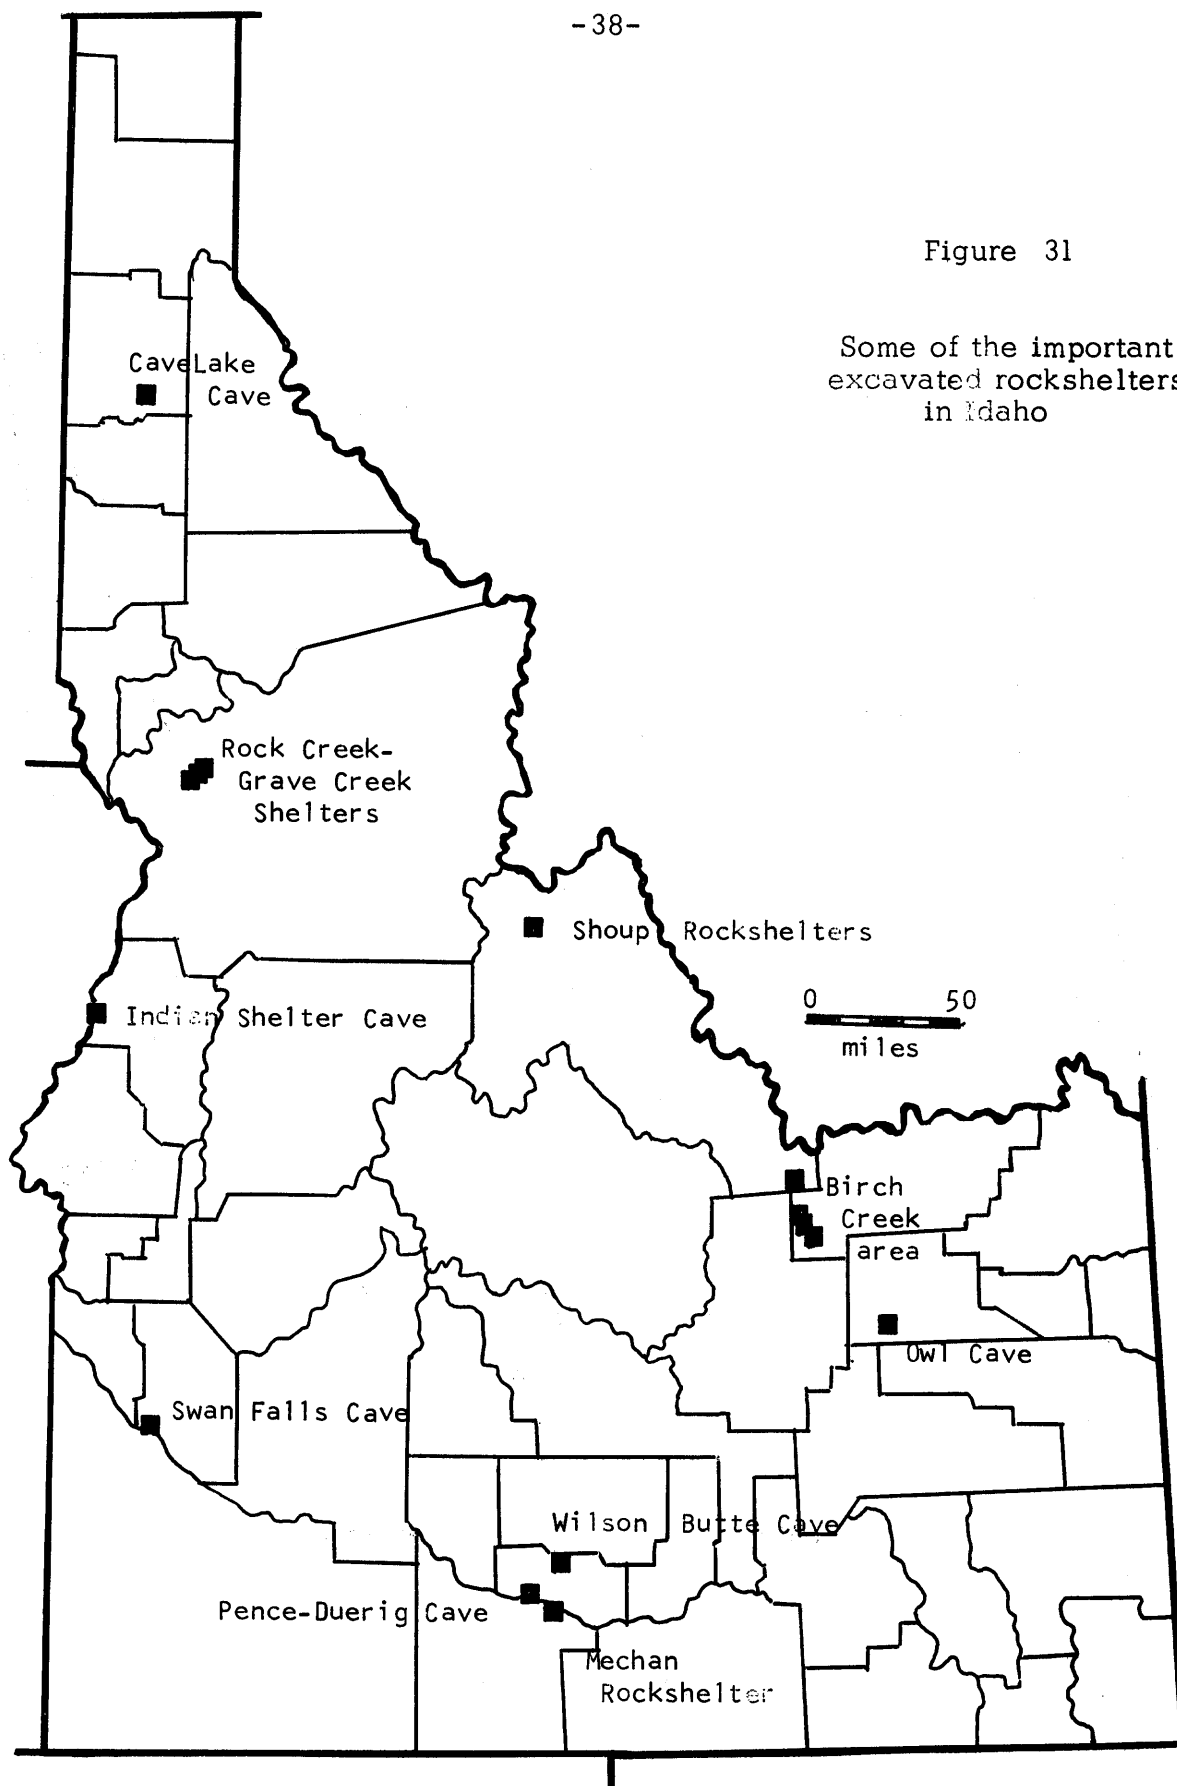 -38-
Figure 31
Some of the important
excavated rockshelters
in Idaho
CaveLake
Cave
Rock Creek-
Grave Creek
Shelters
Shoup Rockshelters
0 50
miles
Indian Shelter Cave
Birch
Creek
area
Owl Cave
Swan Falls Cave
Wilson Butte Cave
Pence-Duerig Cave
Mechan
Rockshelter